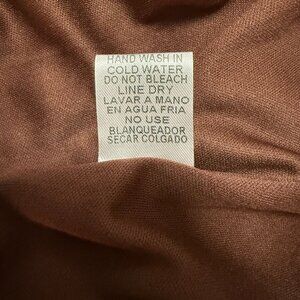 HAND WASH IN
COLD WATER
DO NOT BLEACH
LINE DRY
LAVAR A MANO
EN AGUA FRIA
NO USE
BLANQUEADOR
SECAR COLGADO